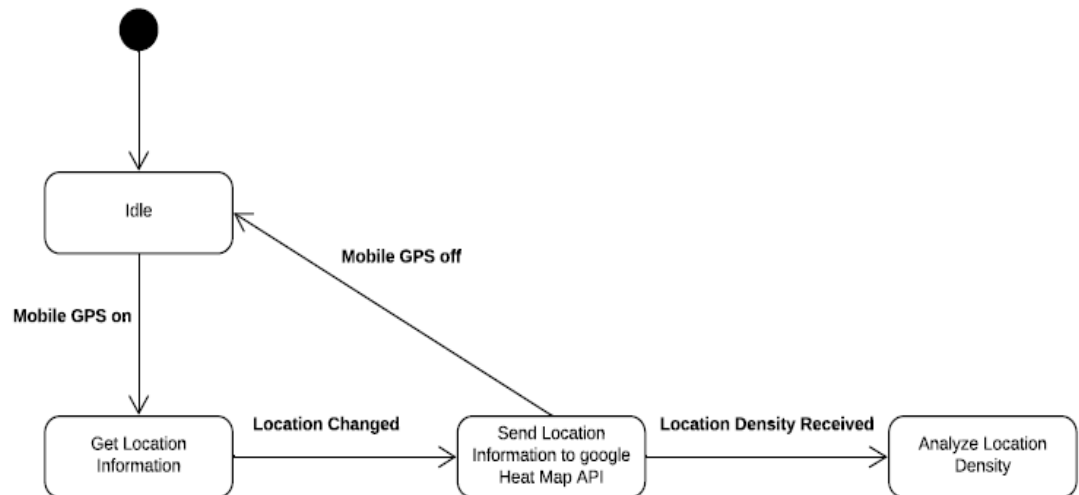 Idle
Mobile GPS off
Mobile GPS on
Get Location
Information
Location Changed
Send Location
Information to google
Heat Map API
Location Density Received
Analyze Location
Density